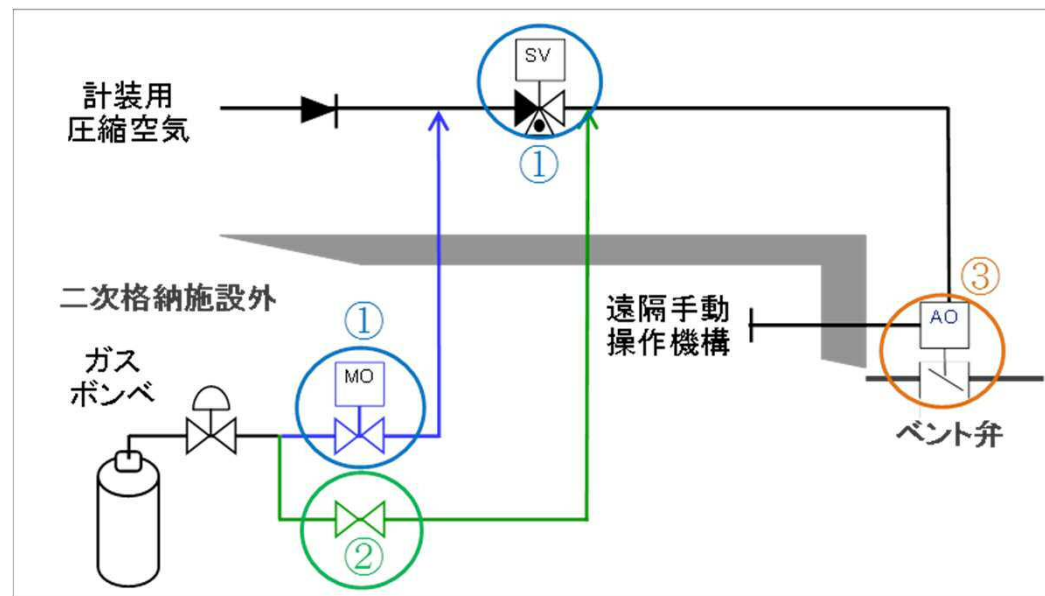 SV
計装用
圧縮空気
①
二次格納施設外
③
遠隔手動
操作機構
AO
①
ガス
ボンベ
MO
ベント弁
②